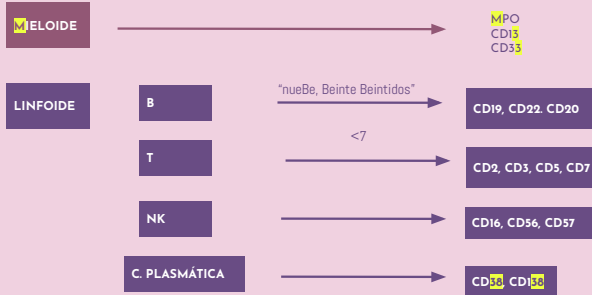 MIELOIDE
MPO
CD13
CD33
LINFOIDE
B
“nueBe, Beinte Beintidos”
CD19, CD22. CD20
T
<7
CD2, CD3, CD5, CD7
NK
CD16, CD56, CD57
C. PLASMÁTICA
CD38, CD138